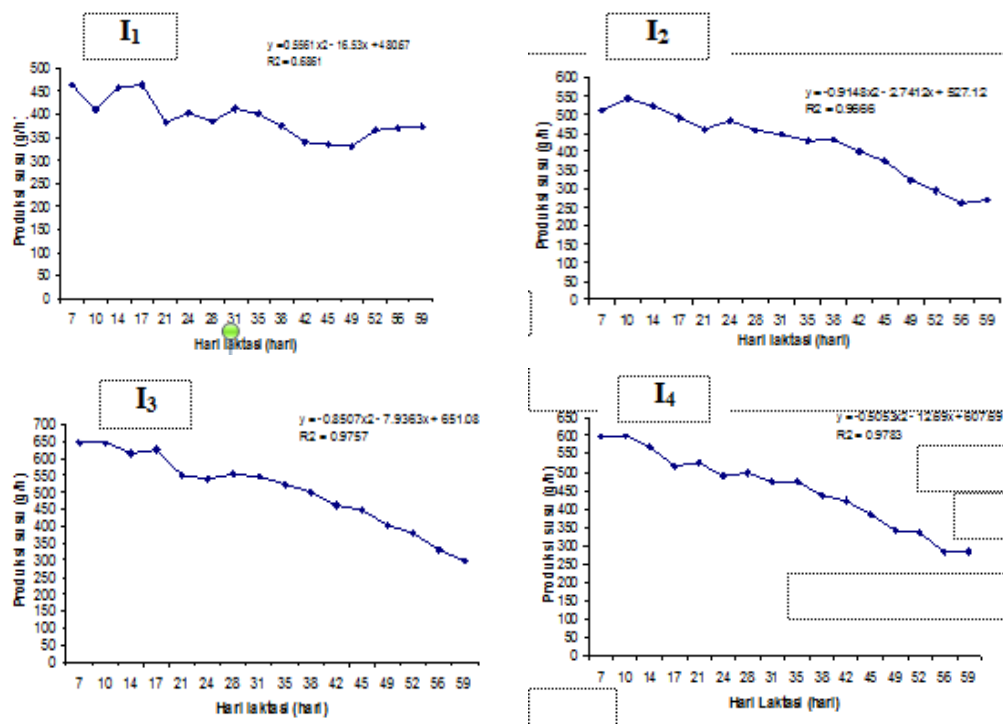 I1
y = 0.5561x2 - 16.53x + 480.57
R2 = 0.6861
Produksi susu (g/h)
500
450
400
350
300
250
200
150
100
50
0
7 10 14 17 21 24 28 31 35 38 42 45 49 52 56 59
Hari laktasi (hari)
I2
y = -0.9148x2 - 2.7412x + 527.12
R2 = 0.9666
Produksi susu (g/h)
600
550
500
450
400
350
300
250
200
150
100
50
0
7 10 14 17 21 24 28 31 35 38 42 45 49 52 56 59
Hari laktasi (hari)
I3
y = -0.8507x2 - 7.9363x + 651.08
R2 = 0.9757
Produksi susu (g/h)
700
650
600
550
500
450
400
350
300
250
200
150
100
50
0
7 10 14 17 21 24 28 31 35 38 42 45 49 52 56 59
Hari laktasi (hari)
I4
y = -0.5053x2 - 12.69x + 607.69
R2 = 0.9783
Produksi susu (g/h)
650
600
550
500
450
400
350
300
250
200
150
100
50
0
7 10 14 17 21 24 28 31 35 38 42 45 49 52 56 59
Hari Laktasi (hari)